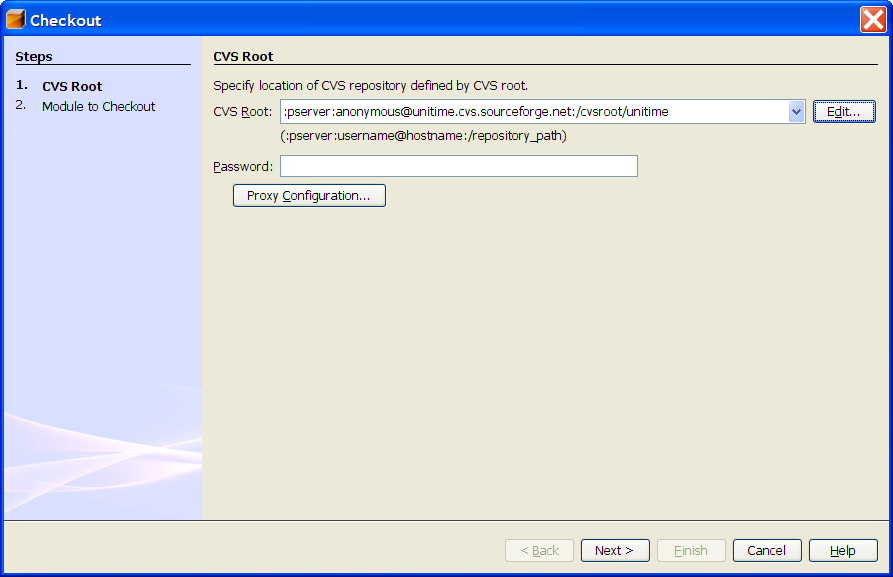 Checkout
Steps
1. CVS Root
2. Module to Checkout
CVS Root
Specify location of CVS repository defined by CVS root.
CVS Root: :pserver:anonymous@unitime.cvs.sourceforge.net:/cvsroot/unitime Edit...
(:pserver:username@hostname:/repository_path)
Password:
Proxy Configuration...
< Back Next > Finish Cancel Help